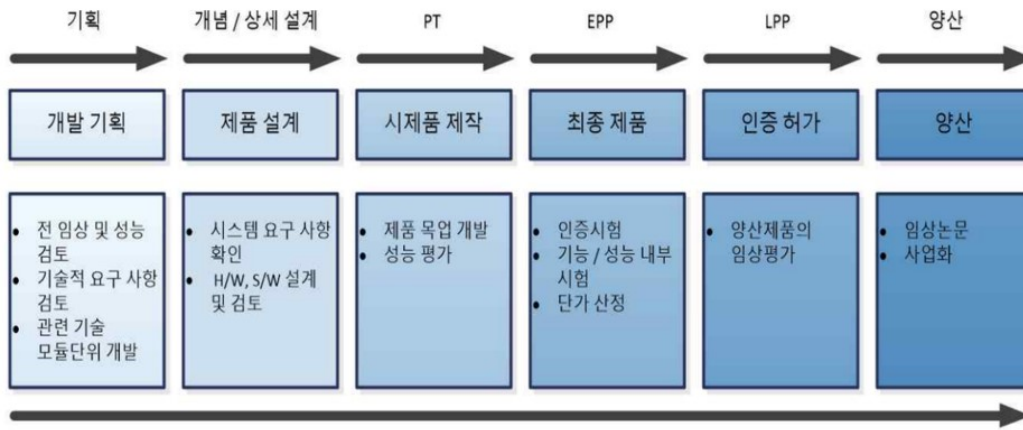 기획
개념 / 상세 설계
PT
EPP
LPP
양산
개발 기획
제품 설계
시제품 제작
최종 제품
인증 허가
양산
• 전 임상 및 성능
검토
• 기술적 요구 사항
검토
• 관련 기술
모듈단위 개발
• 시스템 요구 사항
확인
• H/W, S/W 설계
및 검토
• 제품 목업 개발
• 성능 평가
• 인증시험
• 기능 / 성능 내부
시험
• 단가 산정
• 양산제품의
임상평가
• 임상논문
• 사업화